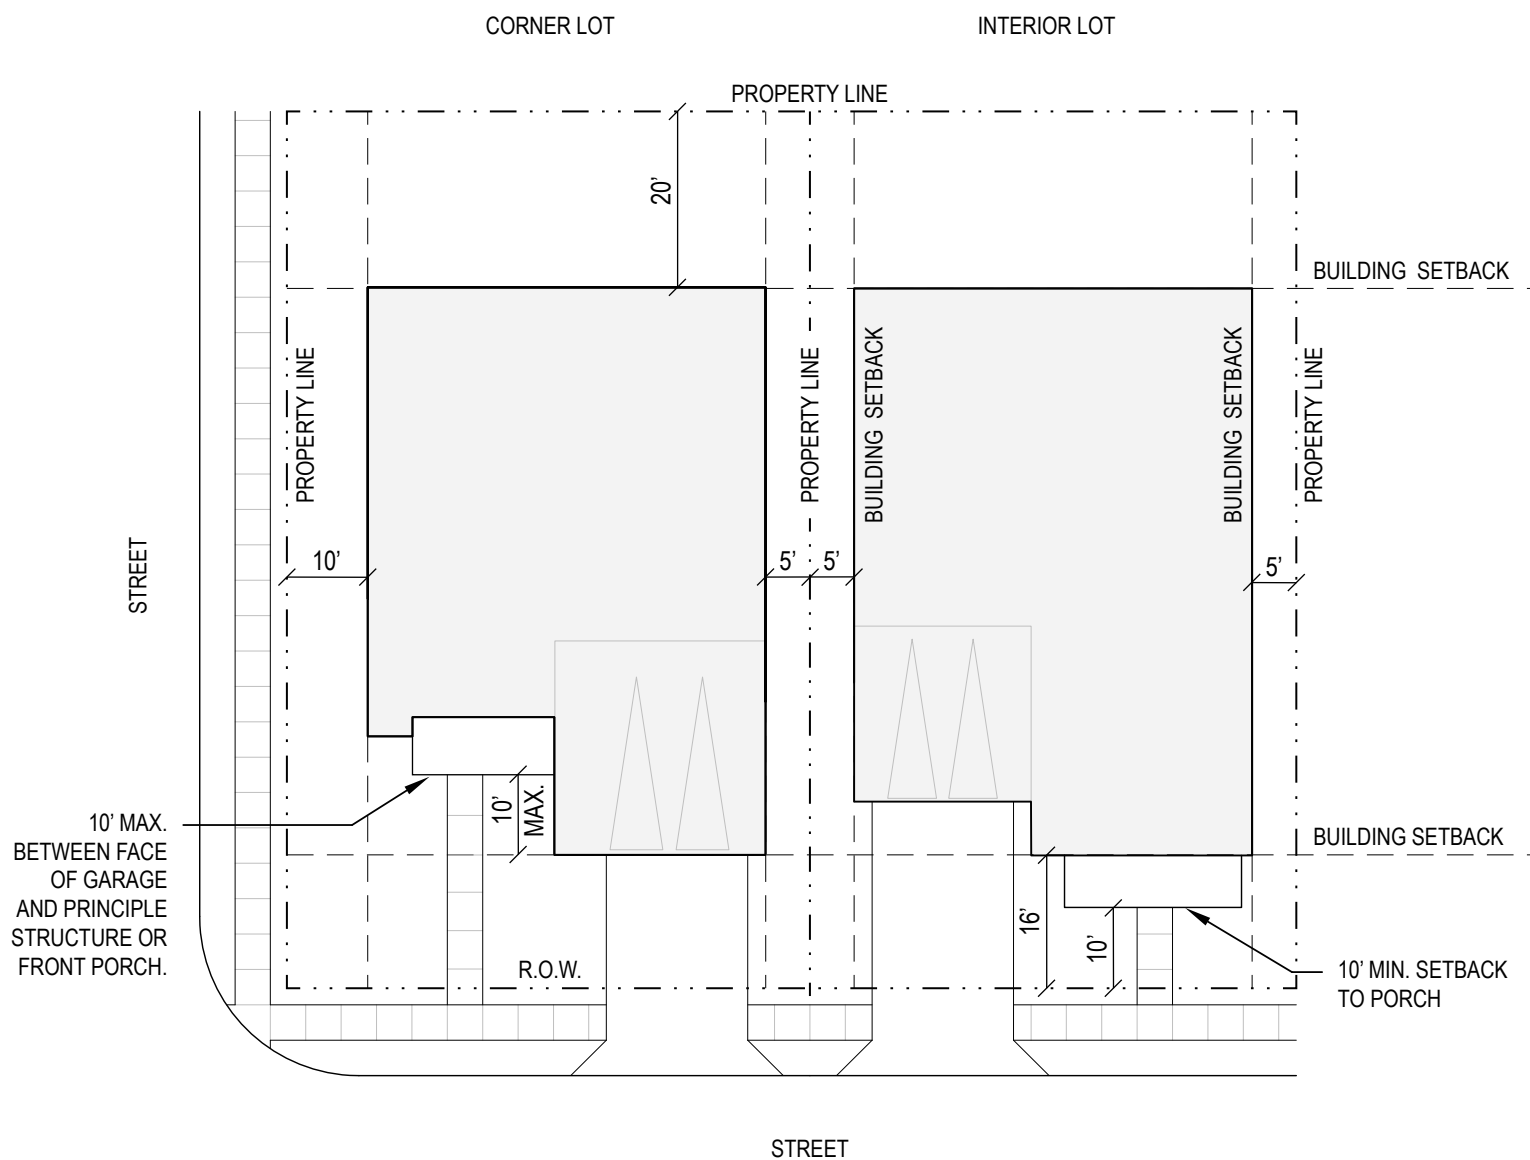 CORNER LOT
INTERIOR LOT
PROPERTY LINE
20’
BUILDING  SETBACK
PROPERTY LINE
PROPERTY LINE
BUILDING  SETBACK
BUILDING  SETBACK
PROPERTY LINE
STREET
10’
5’
5’
5’
10’
MAX.
10’ MAX.
BETWEEN FACE
OF GARAGE
AND PRINCIPLE
STRUCTURE OR
FRONT PORCH.
BUILDING SETBACK
16’
10’
R.O.W.
10’ MIN. SETBACK
TO PORCH
STREET